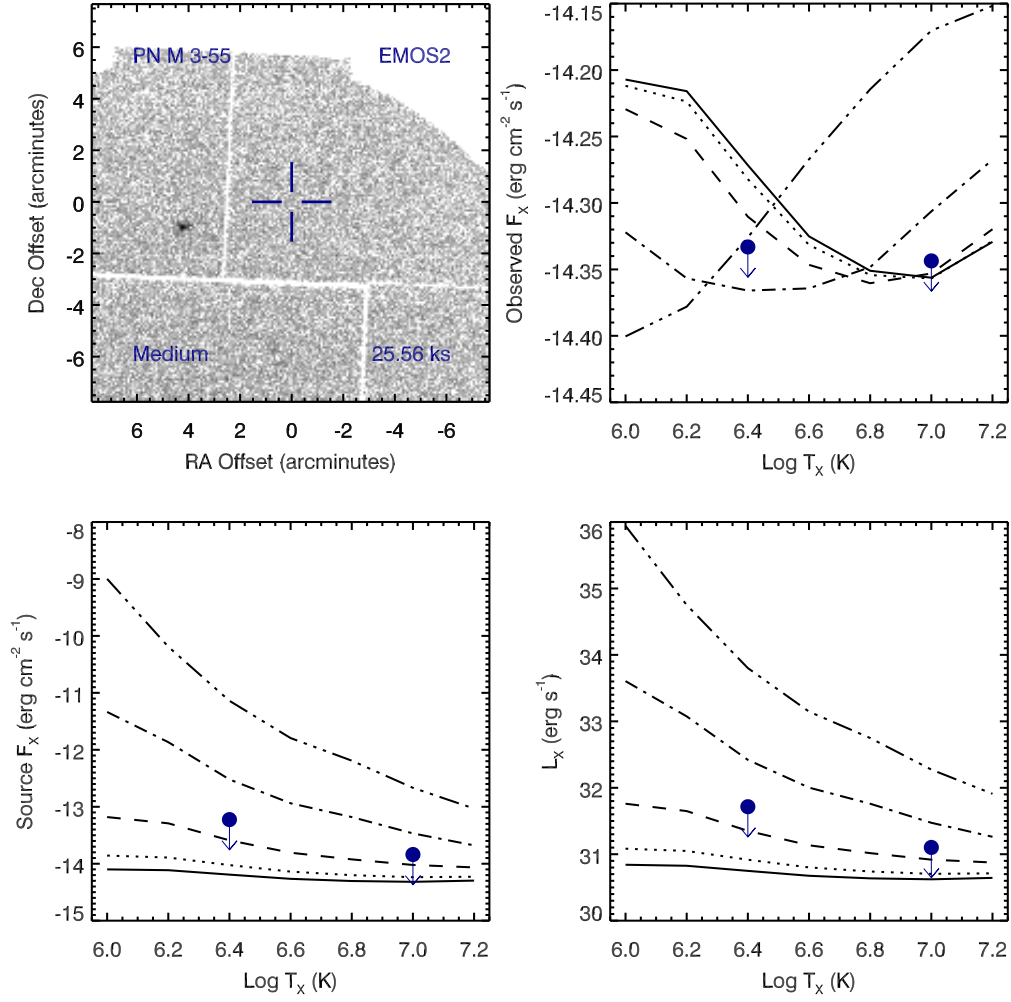 PN M 3-55 EMOS2
Medium 25.56 ks
6
4
2
0
-2
-4
-6
Dec Offset (arcminutes)
6 4 2 0 -2 -4 -6
RA Offset (arcminutes)
-14.15
-14.20
-14.25
-14.30
-14.35
-14.40
-14.45
Observed Fx (erg cm-2 s-1)
6.0 6.2 6.4 6.6 6.8 7.0 7.2
Log Tx (K)
-8
-9
-10
-11
-12
-13
-14
-15
Source Fx (erg cm-2 s-1)
6.0 6.2 6.4 6.6 6.8 7.0 7.2
Log Tx (K)
36
35
34
33
32
31
30
Lx (erg s-1)
6.0 6.2 6.4 6.6 6.8 7.0 7.2
Log Tx (K)